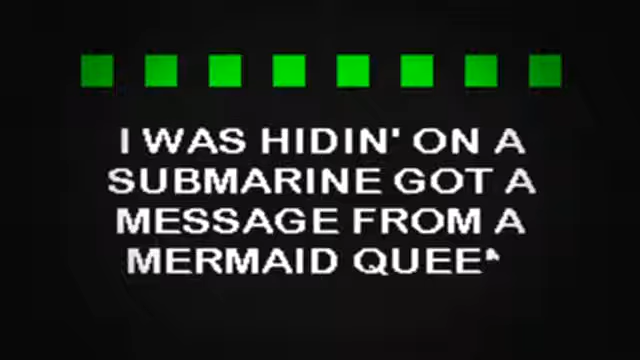 I WAS HIDIN' ON A
SUBMARINE GOT A
MESSAGE FROM A
MERMAID QUEE